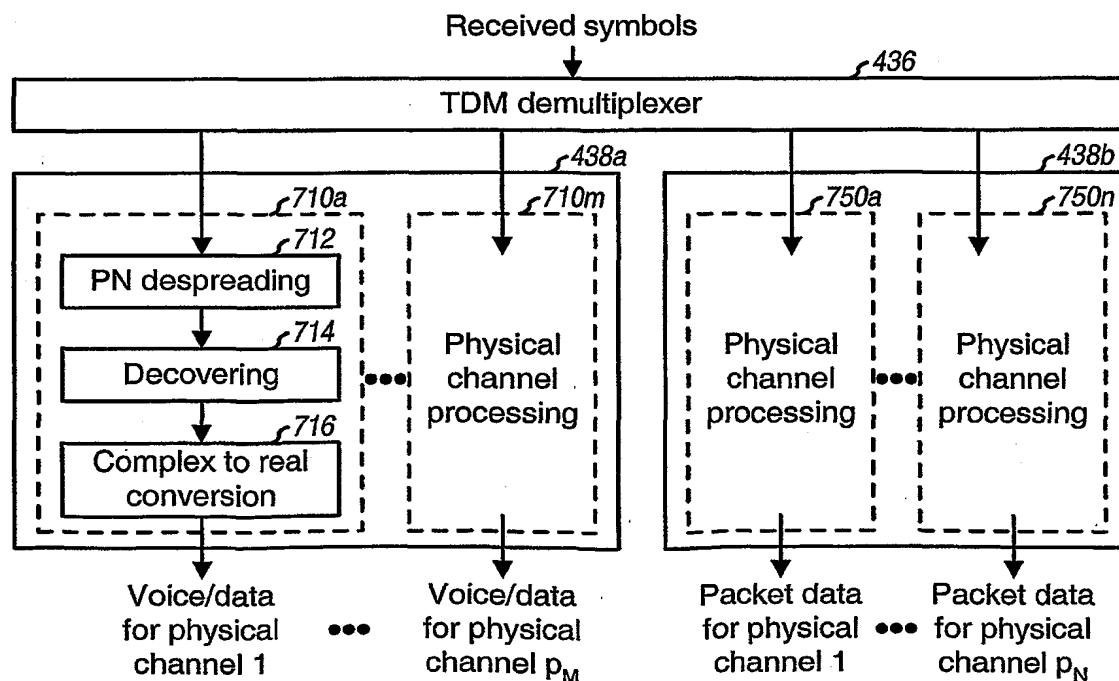 Received symbols
436
TDM demultiplexer
438a
438b
710a
710m
750a
750n
712
PN despreading
714
Decovering
716
Complex to real
conversion
Physical
channel
processing
Physical
channel
processing
Physical
channel
processing
Voice/data
for physical
channel 1
Voice/data
for physical
channel pM
Packet data
for physical
channel 1
Packet data
for physical
channel pN